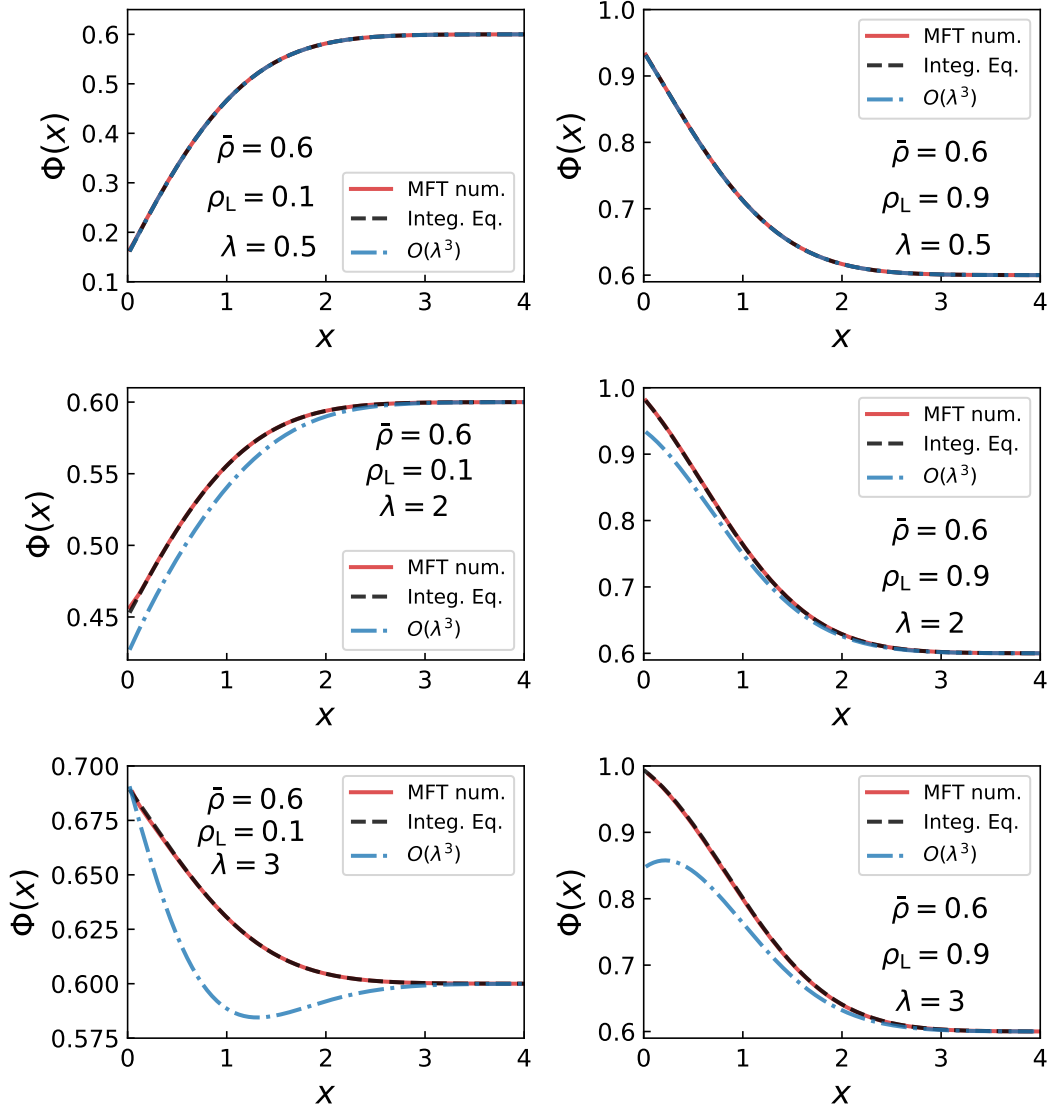 0.6
0.5
0.4
0.3
0.2
0.1
Φ(x)
ρ̄ = 0.6
ρ_L = 0.1
λ = 0.5
MFT num.
Integ. Eq.
O(λ³)
0 1 2 3 4
x
1.0
0.9
0.8
0.7
0.6
Φ(x)
MFT num.
Integ. Eq.
O(λ³)
ρ̄ = 0.6
ρ_L = 0.9
λ = 0.5
0 1 2 3 4
x
0.60
0.55
0.50
0.45
Φ(x)
ρ̄ = 0.6
ρ_L = 0.1
λ = 2
MFT num.
Integ. Eq.
O(λ³)
0 1 2 3 4
x
1.0
0.9
0.8
0.7
0.6
Φ(x)
MFT num.
Integ. Eq.
O(λ³)
ρ̄ = 0.6
ρ_L = 0.9
λ = 2
0 1 2 3 4
x
0.700
0.675
0.650
0.625
0.600
0.575
Φ(x)
ρ̄ = 0.6
ρ_L = 0.1
λ = 3
MFT num.
Integ. Eq.
O(λ³)
0 1 2 3 4
x
1.0
0.9
0.8
0.7
0.6
Φ(x)
MFT num.
Integ. Eq.
O(λ³)
ρ̄ = 0.6
ρ_L = 0.9
λ = 3
0 1 2 3 4
x